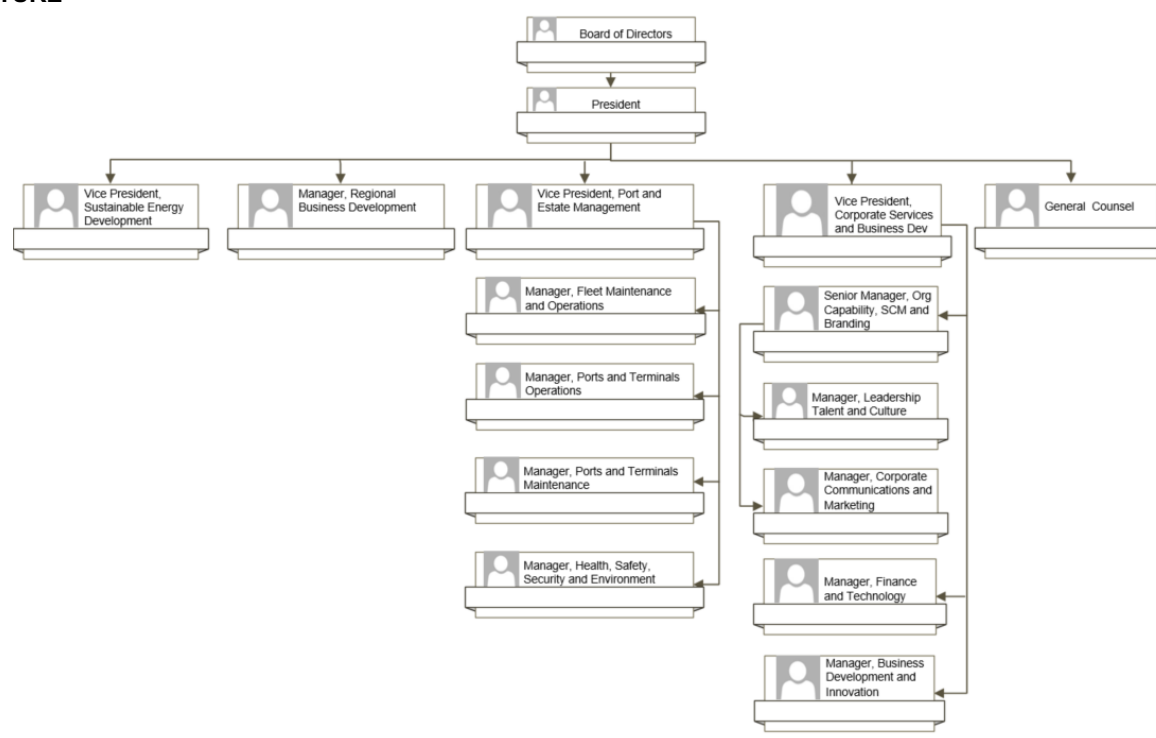 Board of Directors
President
Vice President,
Sustainable Energy
Development
Manager, Regional
Business Development
Vice President, Port and
Estate Management
Vice President,
Corporate Services
and Business Dev
General Counsel
Manager, Fleet Maintenance
and Operations
Manager, Ports and Terminals
Operations
Manager, Ports and Terminals
Maintenance
Manager, Health, Safety,
Security and Environment
Senior Manager, Org
Capability, SCM and
Branding
Manager, Leadership
Talent and Culture
Manager, Corporate
Communications and
Marketing
Manager, Finance
and Technology
Manager, Business
Development and
Innovation